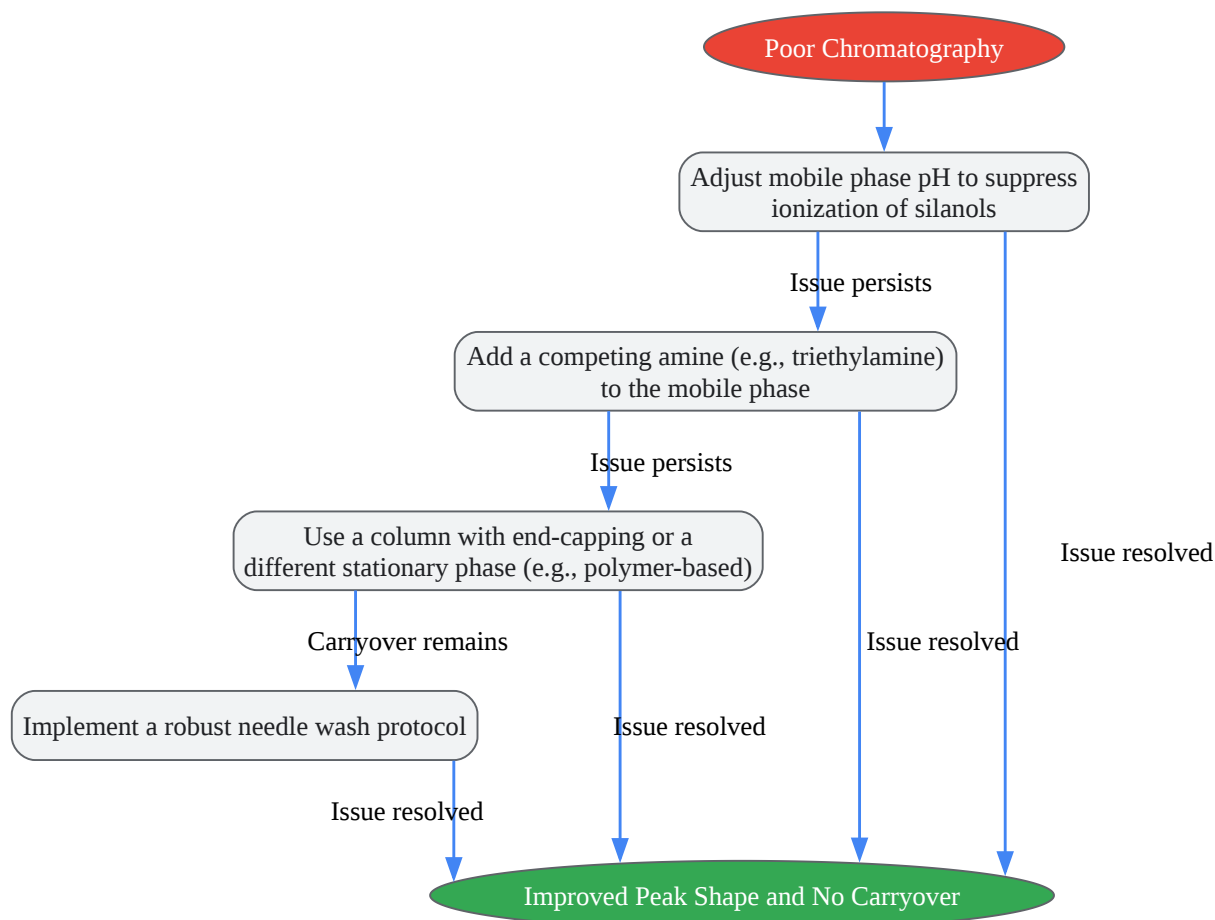 Poor Chromatography
Adjust mobile phase pH to suppress
ionization of silanols
Issue persists
Add a competing amine (e.g., triethylamine)
to the mobile phase
Issue persists
Use a column with end-capping or a
different stationary phase (e.g., polymer-based)
Issue resolved
Carryover remains
Issue resolved
Implement a robust needle wash protocol
Issue resolved
Issue resolved
Improved Peak Shape and No Carryover